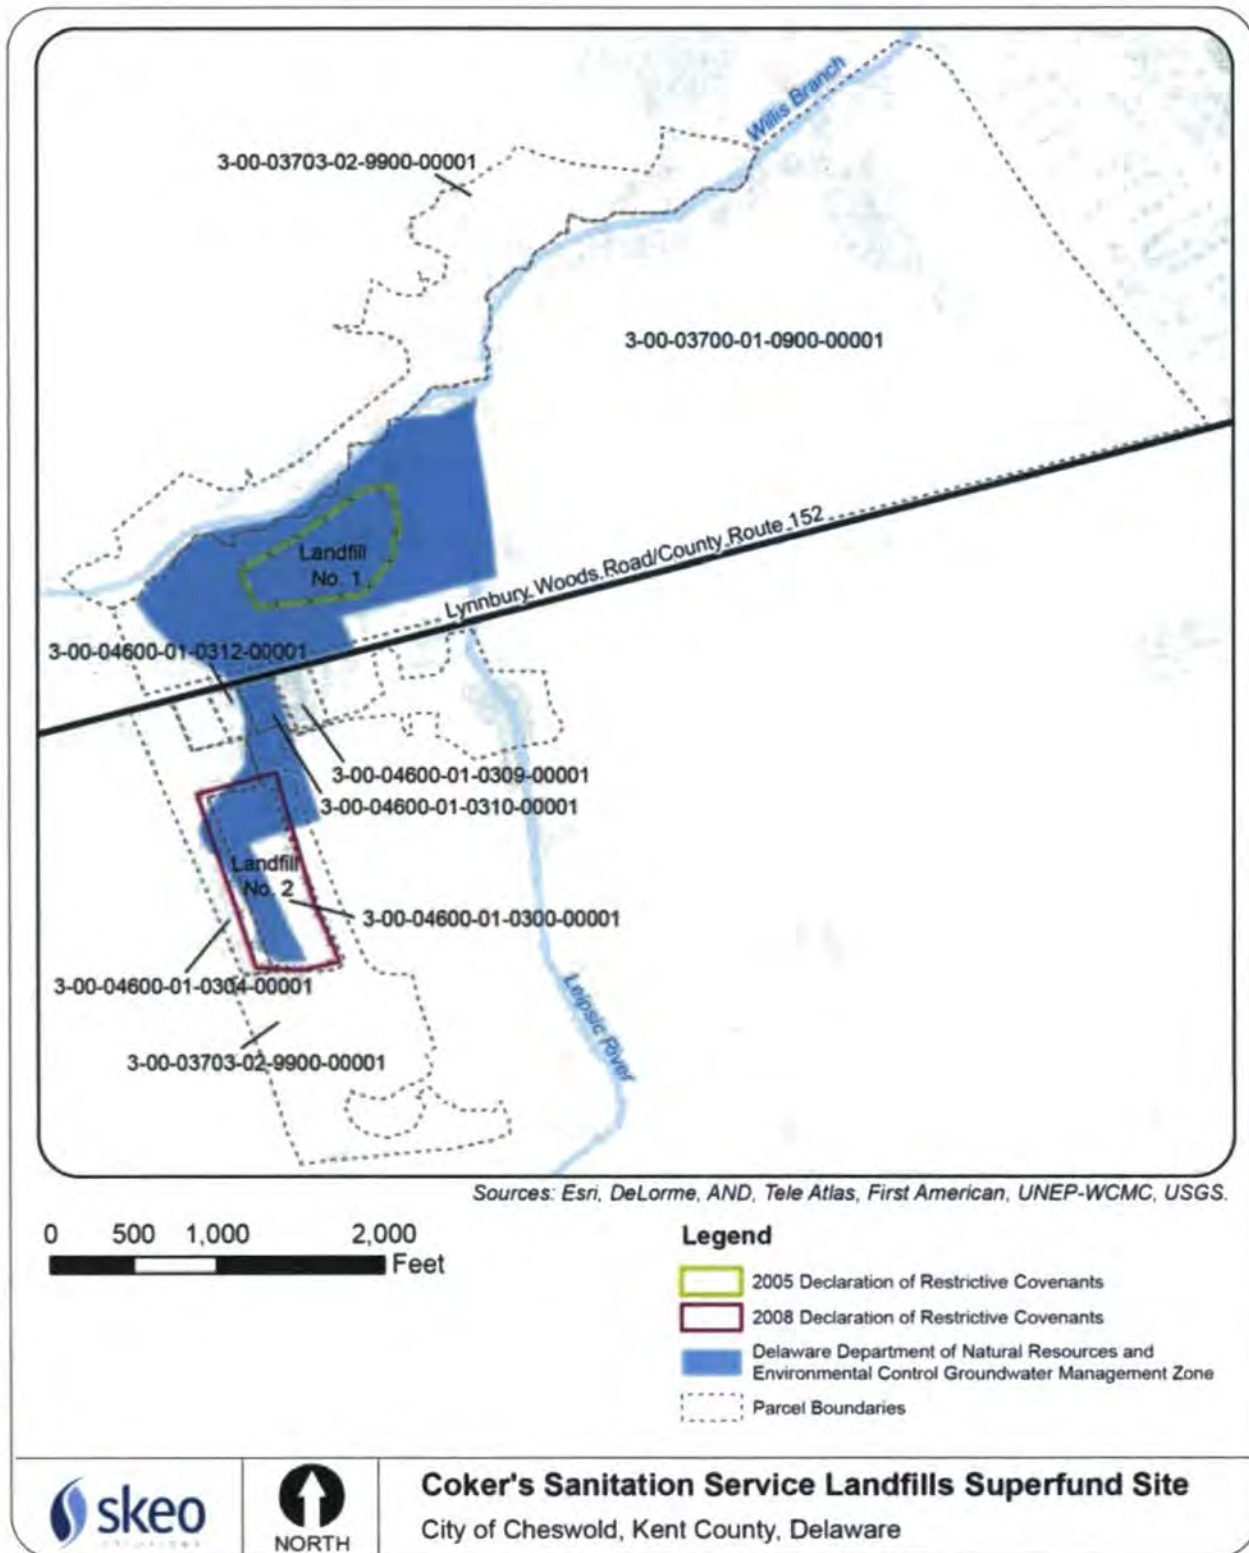 Willis Branch
3-00-03703-02-9900-00001
3-00-03700-01-0900-00001
Landfill
No. 1
Lynnbury Woods Road/County Route 152
3-00-04600-01-0312-00001
3-00-04600-01-0309-00001
3-00-04600-01-0310-00001
Landfill
No. 2
3-00-04600-01-0300-00001
3-00-04600-01-0304-00001
Leipsic River
3-00-03703-02-9900-00001
Sources: Esri, DeLorme, AND, Tele Atlas, First American, UNEP-WCMC, USGS.
0 500 1,000 2,000
Feet
Legend
2005 Declaration of Restrictive Covenants
2008 Declaration of Restrictive Covenants
Delaware Department of Natural Resources and
Environmental Control Groundwater Management Zone
Parcel Boundaries
skeo
SOLUTIONS
NORTH
Coker's Sanitation Service Landfills Superfund Site
City of Cheswold, Kent County, Delaware